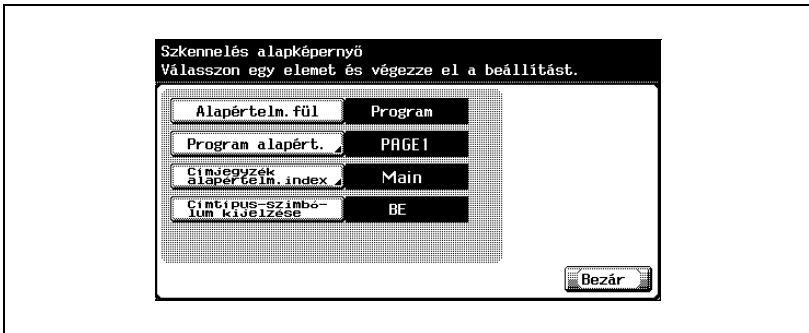 Szkennelés alapképernyő
Válasszon egy elemet és végezze el a beállítást.
Alapértelm.fül Program
Program alapért. PAGE1
Címjegyzék
alapértelm.index Main
Címtípus-szimbó-
lum kijelzése BE
Bezár